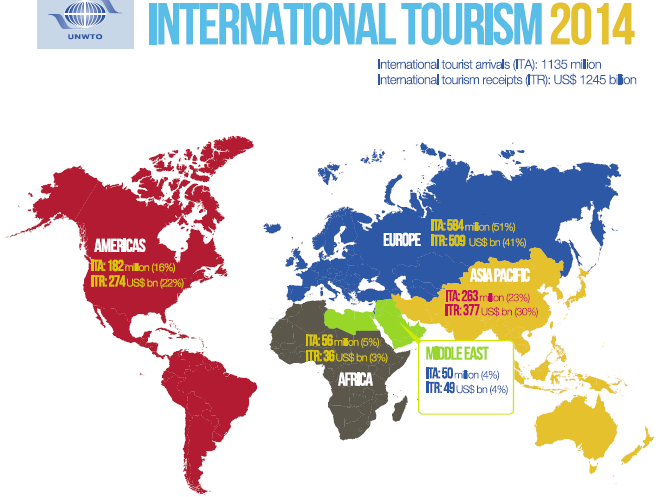 UNWTO
INTERNATIONAL TOURISM 2014
International tourist arrivals (ITA): 1135 million
International tourism receipts (ITR): US$ 1245 billion
AMERICAS
ITA: 182 million (16%)
ITR: 274 US$ bn (22%)
EUROPE
ITA: 584 million (51%)
ITR: 509 US$ bn (41%)
ASIA PACIFIC
ITA: 263 million (23%)
ITR: 377 US$ bn (30%)
ITA: 56 million (5%)
ITR: 36 US$ bn (3%)
AFRICA
MIDDLE EAST
ITA: 50 million (4%)
ITR: 49 US$ bn (4%)